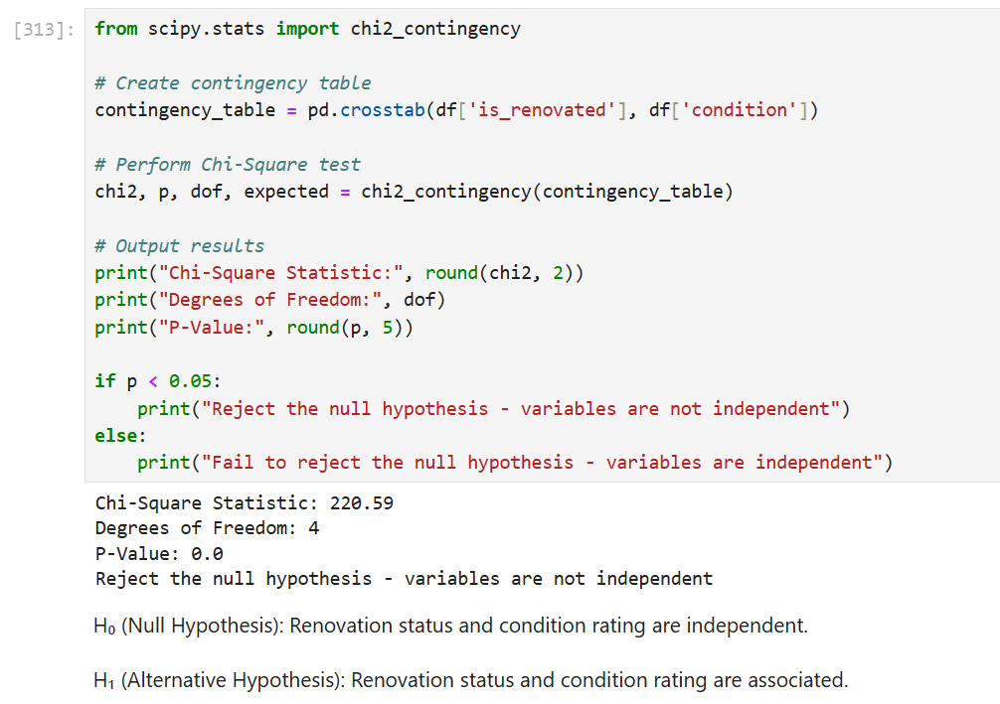 [313]:
from scipy.stats import chi2_contingency
# Create contingency table
contingency_table = pd.crosstab(df['is_renovated'], df['condition'])
# Perform Chi-Square test
chi2, p, dof, expected = chi2_contingency(contingency_table)
# Output results
print("Chi-Square Statistic:", round(chi2, 2))
print("Degrees of Freedom:", dof)
print("P-Value:", round(p, 5))
if p < 0.05:
    print("Reject the null hypothesis - variables are not independent")
else:
    print("Fail to reject the null hypothesis - variables are independent")
Chi-Square Statistic: 220.59
Degrees of Freedom: 4
P-Value: 0.0
Reject the null hypothesis - variables are not independent
H₀ (Null Hypothesis): Renovation status and condition rating are independent.
H₁ (Alternative Hypothesis): Renovation status and condition rating are associated.